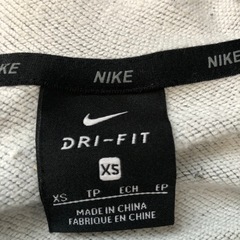 NIKE
NIKE
NIKE
DRI-FIT
XS
XS TP ECH EP
MADE IN CHINA
FABRIQUÉ EN CHINE